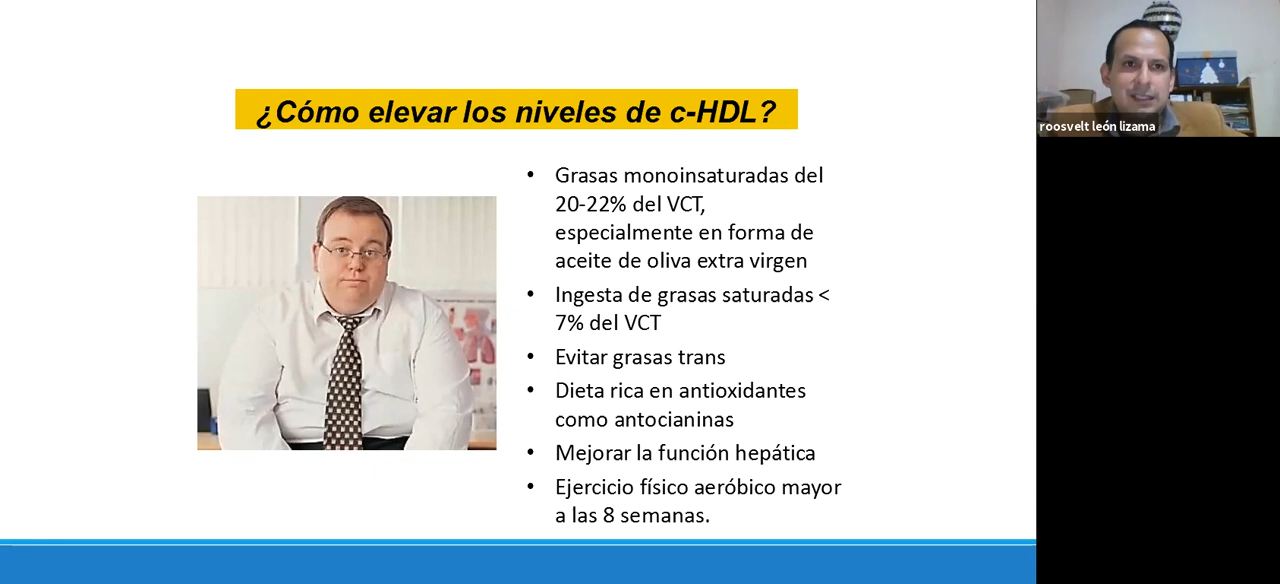 ¿Cómo elevar los niveles de c-HDL?
Grasas monoinsaturadas del
20-22% del VCT,
especialmente en forma de
aceite de oliva extra virgen
Ingesta de grasas saturadas <
7% del VCT
Evitar grasas trans
Dieta rica en antioxidantes
como antocianinas
Mejorar la función hepática
Ejercicio físico aeróbico mayor
a las 8 semanas.
roosvelt león lizama